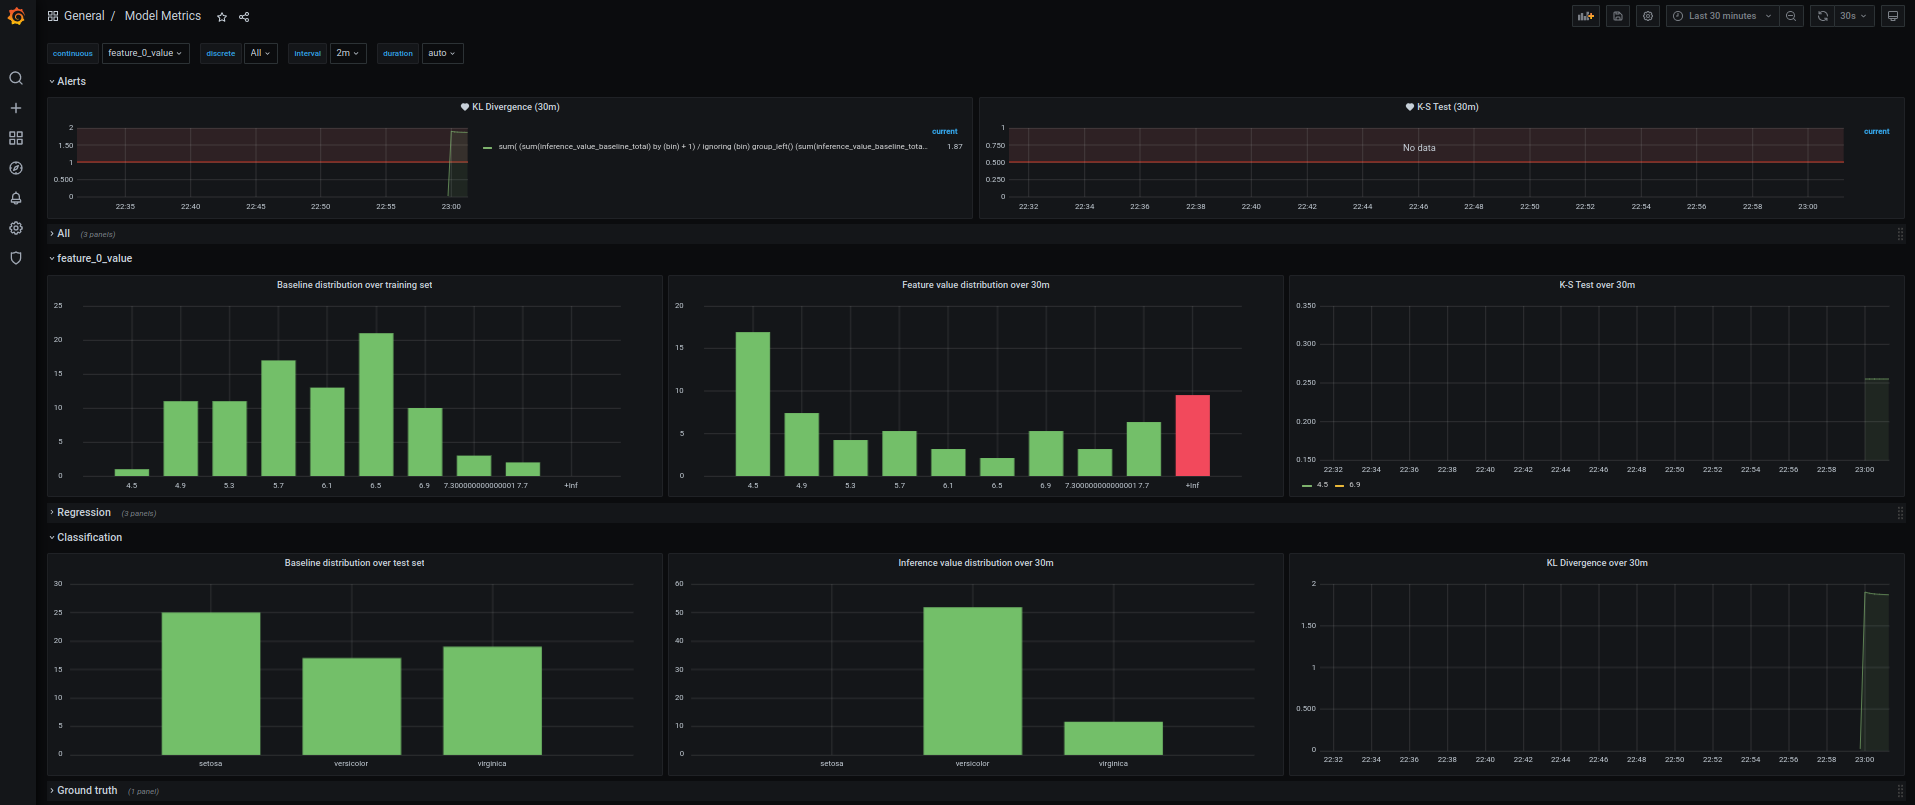 General / Model Metrics
Last 30 minutes
30s
continuous feature_0_value discrete All interval 2m duration auto
Alerts
KL Divergence (30m)
2
1.50
1
0.500
0
22:35 22:40 22:45 22:50 22:55 23:00
current
sum( (sum(inference_value_baseline_total) by (bin) + 1) / ignoring (bin) group_left() (sum(inference_value_baseline_tota... 1.87
K-S Test (30m)
1
0.750
0.500
0.250
0
No data
22:32 22:34 22:36 22:38 22:40 22:42 22:44 22:46 22:48 22:50 22:52 22:54 22:56 22:58 23:00
current
All (3 panels)
feature_0_value
Baseline distribution over training set
25
20
15
10
5
0
4.5 4.9 5.3 5.7 6.1 6.5 6.9 7.300000000000001 7.7 +Inf
Feature value distribution over 30m
20
15
10
5
0
4.5 4.9 5.3 5.7 6.1 6.5 6.9 7.300000000000001 7.7 +Inf
K-S Test over 30m
0.350
0.300
0.250
0.200
0.150
22:32 22:34 22:36 22:38 22:40 22:42 22:44 22:46 22:48 22:50 22:52 22:54 22:56 22:58 23:00
4.5 6.9
Regression (3 panels)
Classification
Baseline distribution over test set
30
25
20
15
10
5
0
setosa versicolor virginica
Inference value distribution over 30m
60
50
40
30
20
10
0
setosa versicolor virginica
KL Divergence over 30m
2
1.50
1
0.500
0
22:32 22:34 22:36 22:38 22:40 22:42 22:44 22:46 22:48 22:50 22:52 22:54 22:56 22:58 23:00
Ground truth (1 panel)